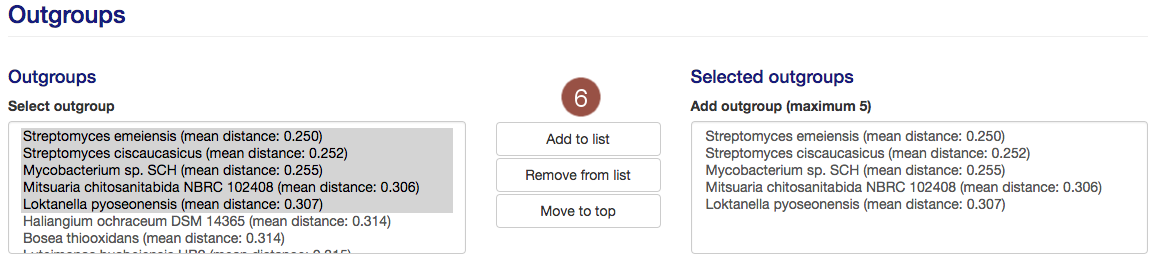 Outgroups
Outgroups
Select outgroup
Streptomyces emeiensis (mean distance: 0.250)
Streptomyces ciscaucasicus (mean distance: 0.252)
Mycobacterium sp. SCH (mean distance: 0.255)
Mitsuaria chitosanitabida NBRC 102408 (mean distance: 0.306)
Loktanella pyoseonensis (mean distance: 0.307)
Haliangium ochraceum DSM 14365 (mean distance: 0.314)
Bosea thiooxidans (mean distance: 0.314)
6
Add to list
Remove from list
Move to top
Selected outgroups
Add outgroup (maximum 5)
Streptomyces emeiensis (mean distance: 0.250)
Streptomyces ciscaucasicus (mean distance: 0.252)
Mycobacterium sp. SCH (mean distance: 0.255)
Mitsuaria chitosanitabida NBRC 102408 (mean distance: 0.306)
Loktanella pyoseonensis (mean distance: 0.307)